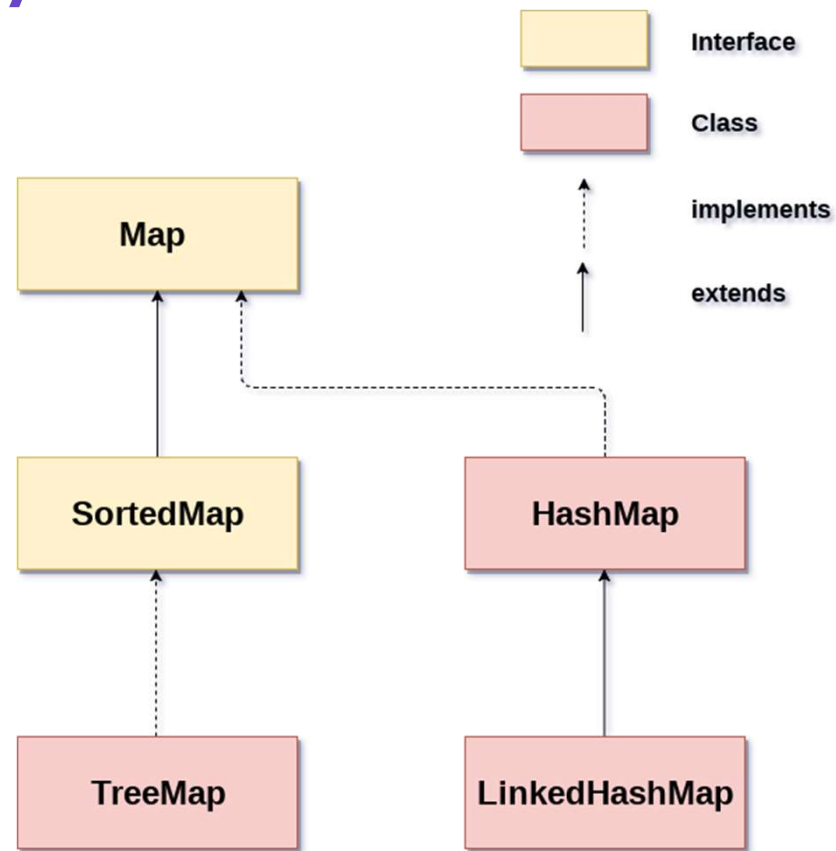 Interface
Class
implements
extends
Map
SortedMap
HashMap
TreeMap
LinkedHashMap